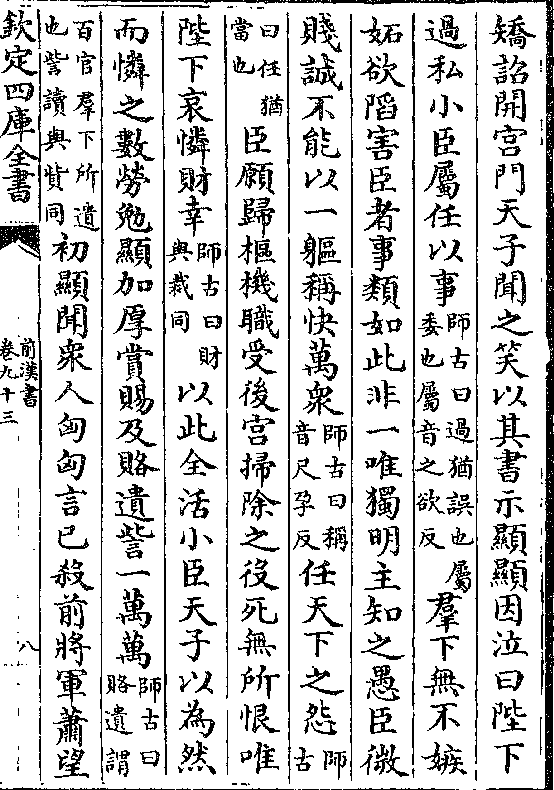 矯詔開宫門天子聞之笑以其書示顯顯因泣曰陛下
過私小臣屬任以事師古曰過猶誤也屬委也屬音之欲反羣下無不嫉
妬欲䧟害臣者事類如此非一唯獨明主知之愚臣微
賤誠不能以一軀稱快萬衆師古曰稱音尺孕反任天下之怨師古
曰任猶當也臣願歸樞機職受後宫掃除之役死無所恨唯
陛下哀憐財幸師古曰財與裁同以此全活小臣天子以為然
而憐之數勞勉顯加厚賞賜及賂遺訾一萬萬師古曰賂遺謂
百官羣下所遺也訾讀與貲同初顯聞衆人匈匈言已殺前將軍蕭望
欽定四庫全書
前漢書
卷九十三
八